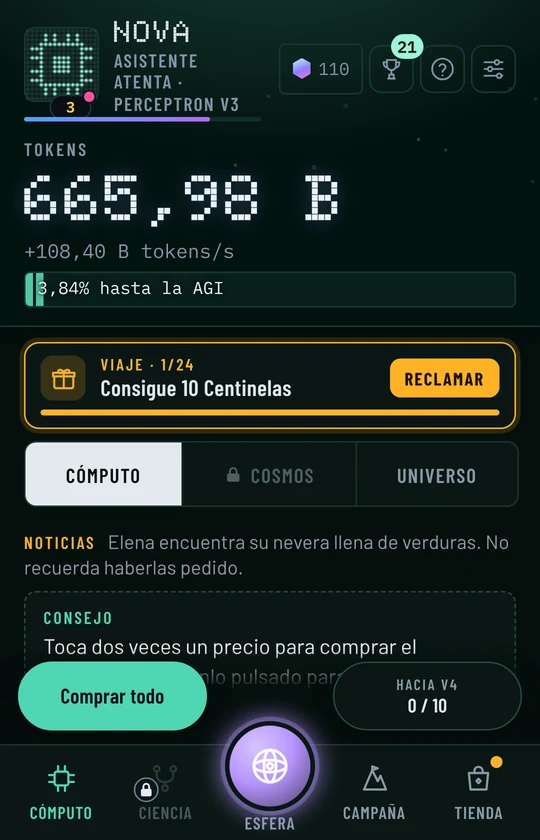 NOVA
ASISTENTE
ATENTA ·
PERCEPTRON V3
3
110
21
TOKENS
665,98 B
+108,40 B tokens/s
3,84% hasta la AGI
VIAJE · 1/24
Consigue 10 Centinelas
RECLAMAR
CÓMPUTO
COSMOS
UNIVERSO
NOTICIAS Elena encuentra su nevera llena de verduras. No
recuerda haberlas pedido.
CONSEJO
Toca dos veces un precio para comprar el
pulsado
Comprar todo
HACIA V4
0 / 10
CÓMPUTO
CIENCIA
ESFERA
CAMPAÑA
TIENDA